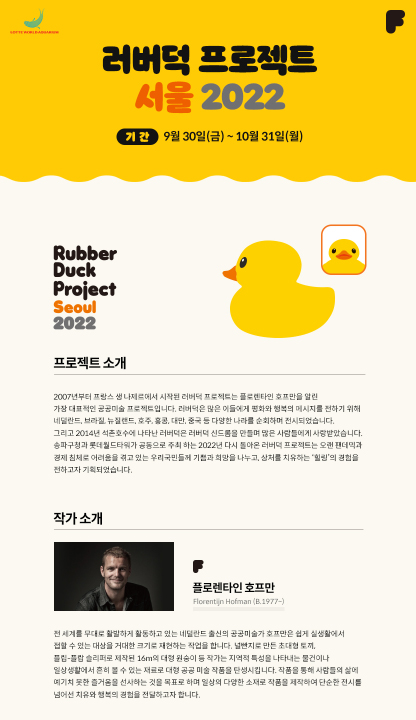 LOTTE WORLD AQUARIUM
러버덕 프로젝트
서울 2022
기 간 9월 30일(금) ~ 10월 31일(월)
Rubber
Duck
Project
Seoul
2022
프로젝트 소개
2007년부터 프랑스 생 나제르에서 시작된 러버덕 프로젝트는 플로렌타인 호프만을 알린
가장 대표적인 공공미술 프로젝트입니다. 러버덕은 많은 이들에게 평화와 행복의 메시지를 전하기 위해
네덜란드, 브라질, 뉴질랜드, 호주, 홍콩, 대만, 중국 등 다양한 나라를 순회하며 전시되었습니다.
그리고 2014년 석촌호수에 나타난 러버덕은 러버덕 신드롬을 만들며 많은 사람들에게 사랑받았습니다.
송파구청과 롯데월드타워가 공동으로 주최 하는 2022년 다시 돌아온 러버덕 프로젝트는 오랜 팬데믹과
경제 침체로 어려움을 겪고 있는 우리국민들께 기쁨과 희망을 나누고, 상처를 치유하는 '힐링'의 경험을
전하고자 기획되었습니다.
작가 소개
플로렌타인 호프만
Florentijn Hofman (B.1977~)
전 세계를 무대로 활발하게 활동하고 있는 네덜란드 출신의 공공미술가 호프만은 쉽게 실생활에서
접할 수 있는 대상을 거대한 크기로 재현하는 작업을 합니다. 널빤지로 만든 초대형 토끼,
플립-플랍 슬리퍼로 제작된 16m의 대형 원숭이 등 작가는 지역적 특성을 나타내는 물건이나
일상생활에서 흔히 볼 수 있는 재료로 대형 공공 미술 작품을 탄생시킵니다. 작품을 통해 사람들의 삶에
여기치 못한 즐거움을 선사하는 것을 목표로 하며 일상의 다양한 소재로 작품을 제작하여 단순한 전시를
넘어선 치유와 행복의 경험을 전달하고자 합니다.